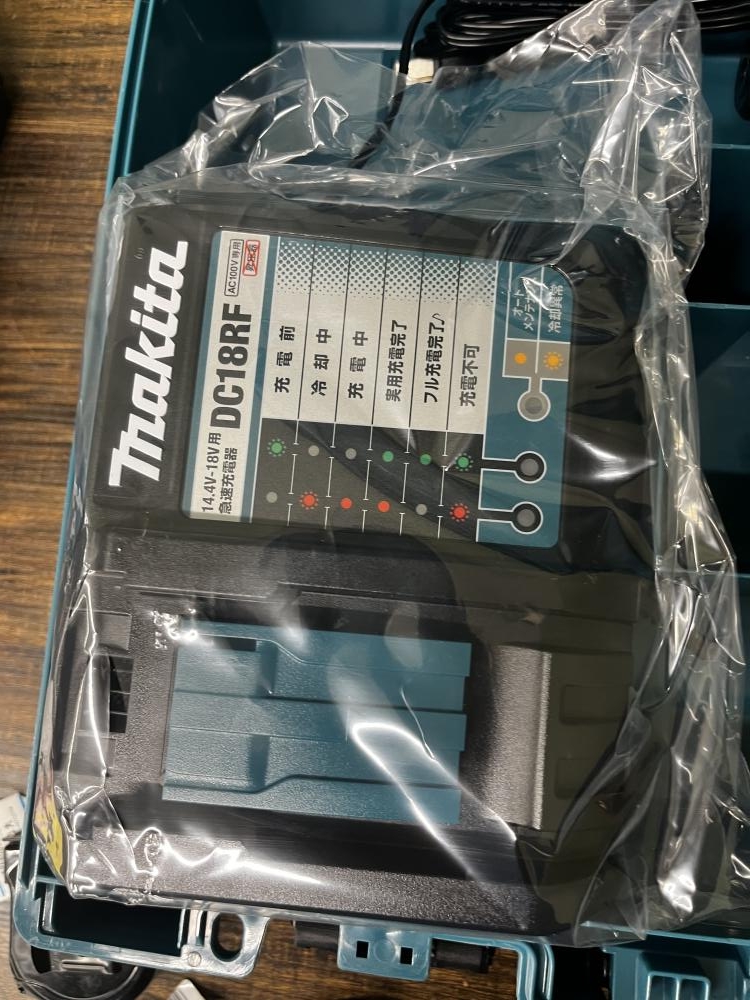 makita
14.4V-18V用
急速充電器
DC18RF
AC100V専用
充電前
冷却中
充電中
実用充電完了
フル充電完了♪
充電不可
オート
メンテナンス
冷却異常